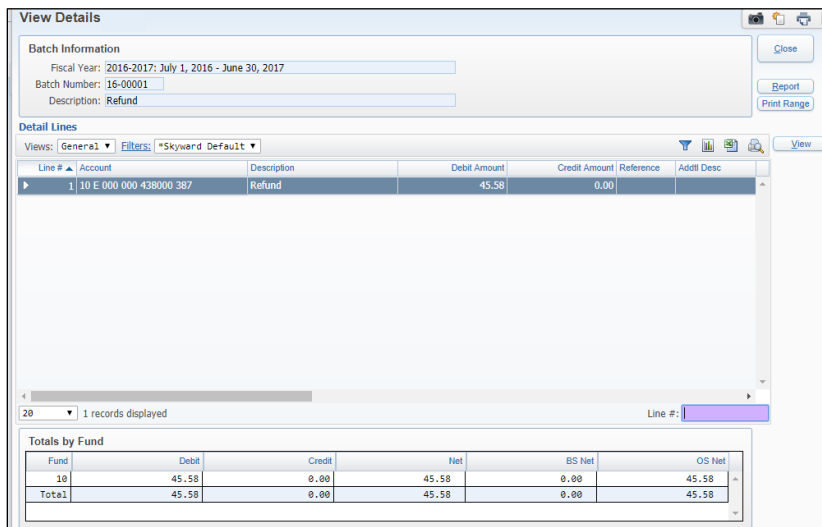 View Details
Batch Information
Close
Fiscal Year: 2016-2017: July 1, 2016 - June 30, 2017
Batch Number: 16-00001
Report
Description: Refund
Print Range
Detail Lines
Views: General ▼ Filters: *Skyward Default ▼
View
Line # ▲ Account Description Debit Amount Credit Amount Reference Addtl Desc
1 10 E 000 000 438000 387 Refund 45.58 0.00
20 ▼ 1 records displayed Line #:
Totals by Fund
Fund Debit Credit Net BS Net OS Net
10 45.58 0.00 45.58 0.00 45.58
Total 45.58 0.00 45.58 0.00 45.58